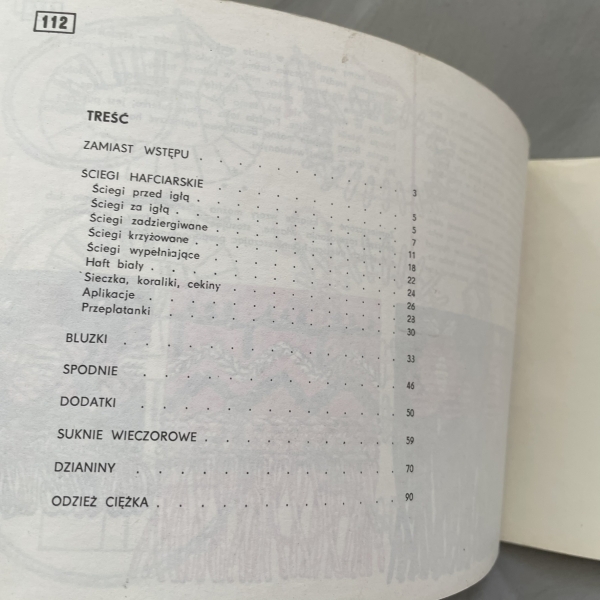 112
TREŚĆ
ZAMIAST WSTĘPU . . . . . . . . . . 3
ŚCIEGI HAFCIARSKIE . . . . . . . . . . 5
Ściegi przed igłą . . . . . . . . . . 5
Ściegi za igłą . . . . . . . . . . 7
Ściegi zadziergiwane . . . . . . . . . . 11
Ściegi krzyżowane . . . . . . . . . . 18
Ściegi wypełniające . . . . . . . . . . 22
Haft biały . . . . . . . . . . 24
Sieczka, koraliki, cekiny . . . . . . . . . . 26
Aplikacje . . . . . . . . . . 28
Przeplatanki . . . . . . . . . . 30
BLUZKI . . . . . . . . . . 33
SPODNIE . . . . . . . . . . 46
DODATKI . . . . . . . . . . 50
SUKNIE WIECZOROWE . . . . . . . . . . 59
DZIANINY . . . . . . . . . . 70
ODZIEŻ CIĘŻKA . . . . . . . . . . 90